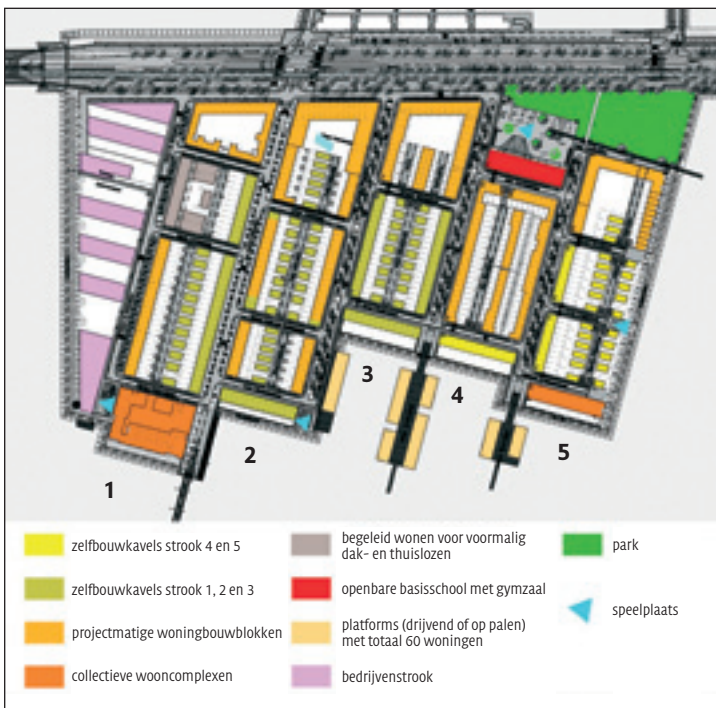 1
2
3
4
5
zelfbouwkavels strook 4 en 5
zelfbouwkavels strook 1, 2 en 3
projectmatige woningbouwblokken
collectieve wooncomplexen
begeleid wonen voor voormalig
dak- en thuislozen
openbare basisschool met gymzaal
platforms (drijvend of op palen)
met totaal 60 woningen
bedrijvenstrook
park
speelplaats